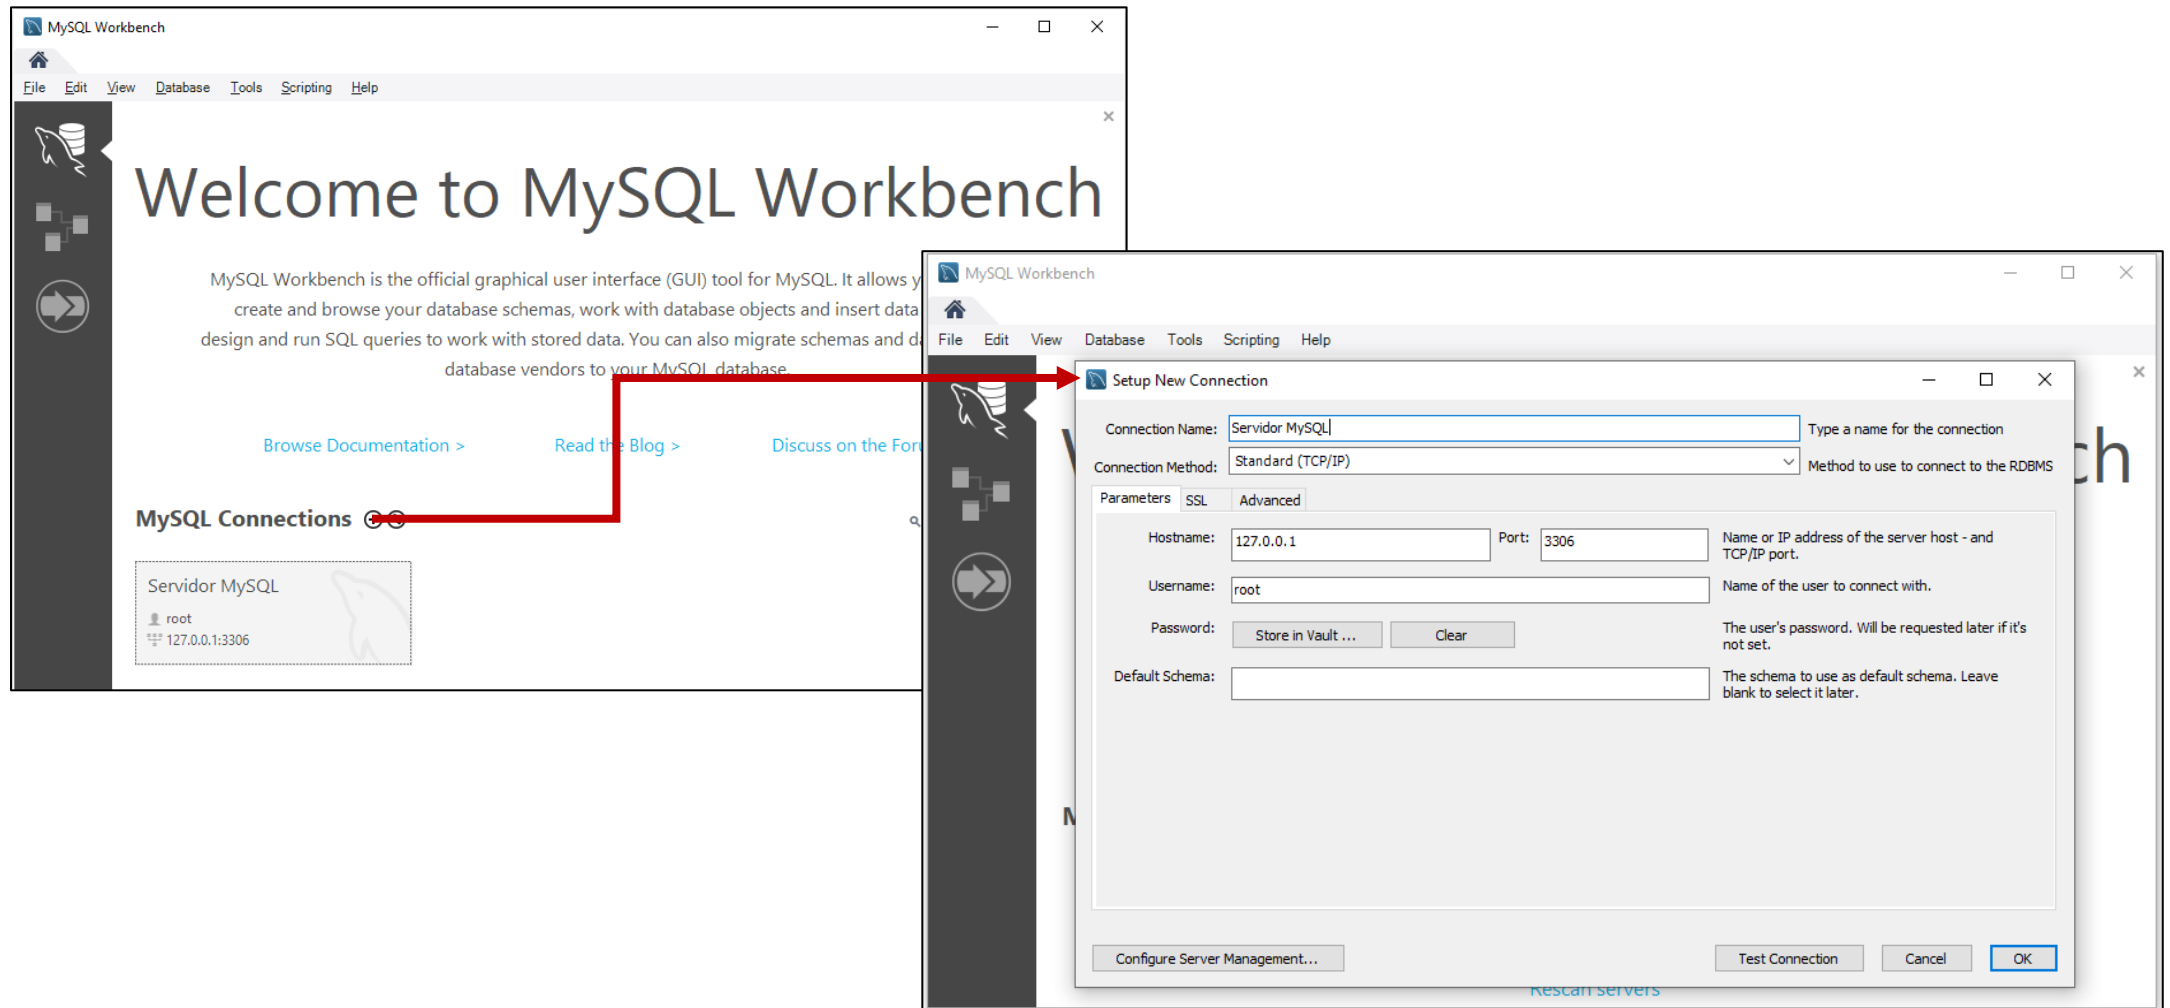 MySQL Workbench
File Edit View Database Tools Scripting Help
Welcome to MySQL Workbench
MySQL Workbench is the official graphical user interface (GUI) tool for MySQL. It allows
create and browse your database schemas, work with database objects and insert data
design and run SQL queries to work with stored data. You can also migrate schemas and
database vendors to your MySQL database.
Browse Documentation >
Read the Blog >
Discuss on the
MySQL Connections
Servidor MySQL
root
127.0.0.1:3306
MySQL Workbench
File Edit View Database Tools Scripting Help
Setup New Connection
Connection Name: Servidor MySQL Type a name for the connection
Connection Method: Standard (TCP/IP) Method to use to connect to the RDBMS
Parameters SSL Advanced
Hostname: 127.0.0.1 Port: 3306 Name or IP address of the server host - and
TCP/IP port.
Username: root Name of the user to connect with.
Password: Store in Vault ... Clear The user's password. Will be requested later if it's
not set.
Default Schema: The schema to use as default schema. Leave
blank to select it later.
Configure Server Management... Test Connection Cancel OK
Rescan servers